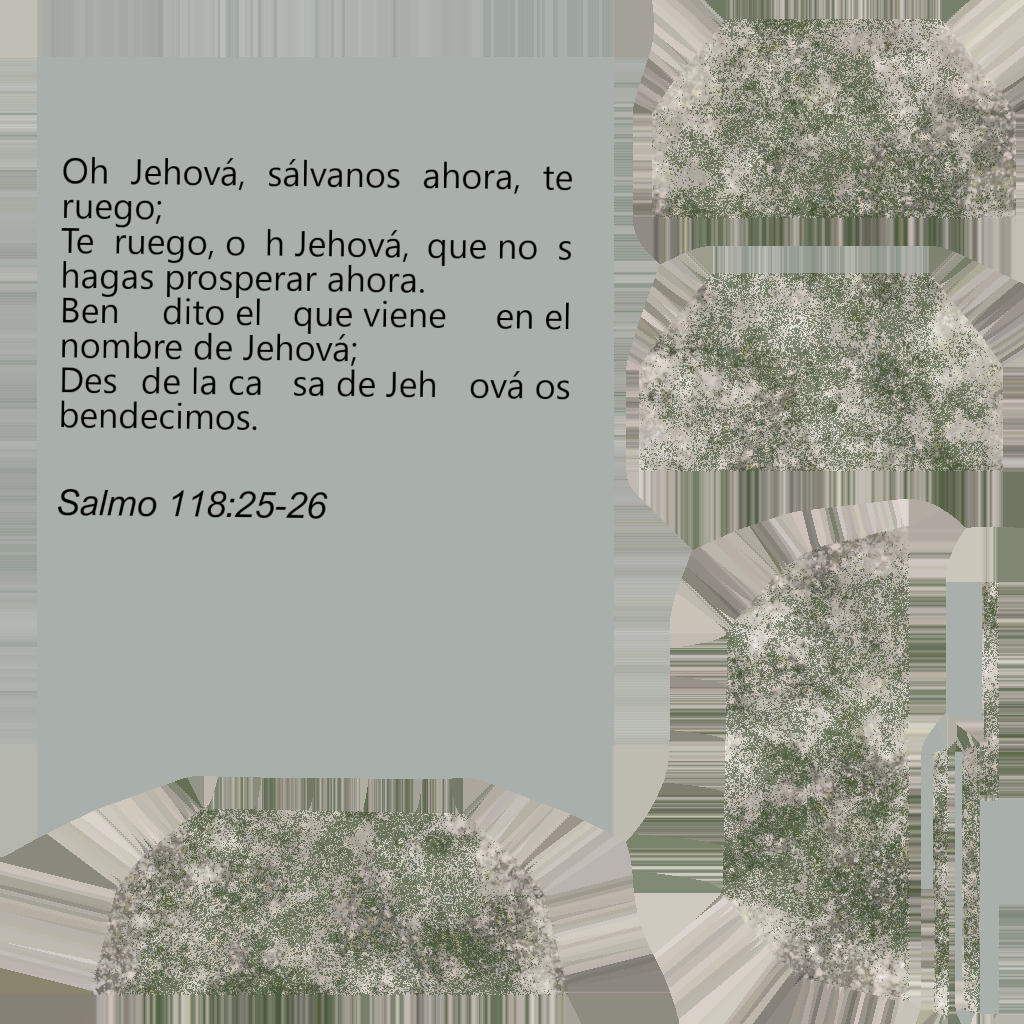 Oh Jehová, sálvanos ahora, te
ruego;
Te ruego, o h Jehová, que no s
hagas prosperar ahora.
Ben dito el que viene en el
nombre de Jehová;
Des de la ca sa de Jeh ová os
bendecimos.
Salmo 118:25-26